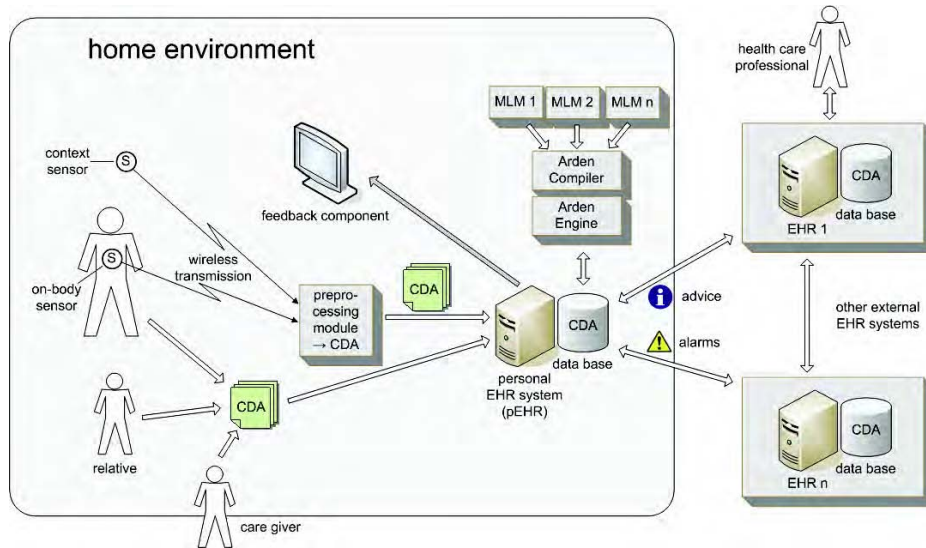 home environment
health care
professional
MLM 1
MLM 2
MLM n
context
sensor
S
Arden
Compiler
Arden
Engine
CDA
data base
EHR 1
feedback component
wireless
transmission
on-body
sensor
S
prepro-
cessing
module
→ CDA
CDA
CDA
data base
personal
EHR system
(pEHR)
i
advice
!
alarms
other external
EHR systems
CDA
relative
care giver
CDA
data base
EHR n